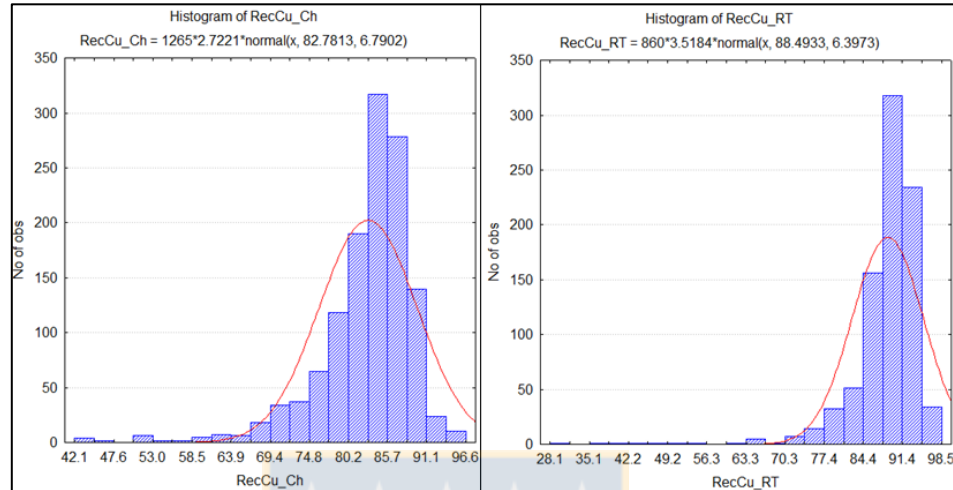 Histogram of RecCu_Ch
RecCu_Ch = 1265*2.7221*normal(x, 82.7813, 6.7902)
350
300
250
200
150
100
50
0
No of obs
42.1 47.6 53.0 58.5 63.9 69.4 74.8 80.2 85.7 91.1 96.6
RecCu_Ch
Histogram of RecCu_RT
RecCu_RT = 860*3.5184*normal(x, 88.4933, 6.3973)
350
300
250
200
150
100
50
0
No of obs
28.1 35.1 42.2 49.2 56.3 63.3 70.3 77.4 84.4 91.4 98.5
RecCu_RT